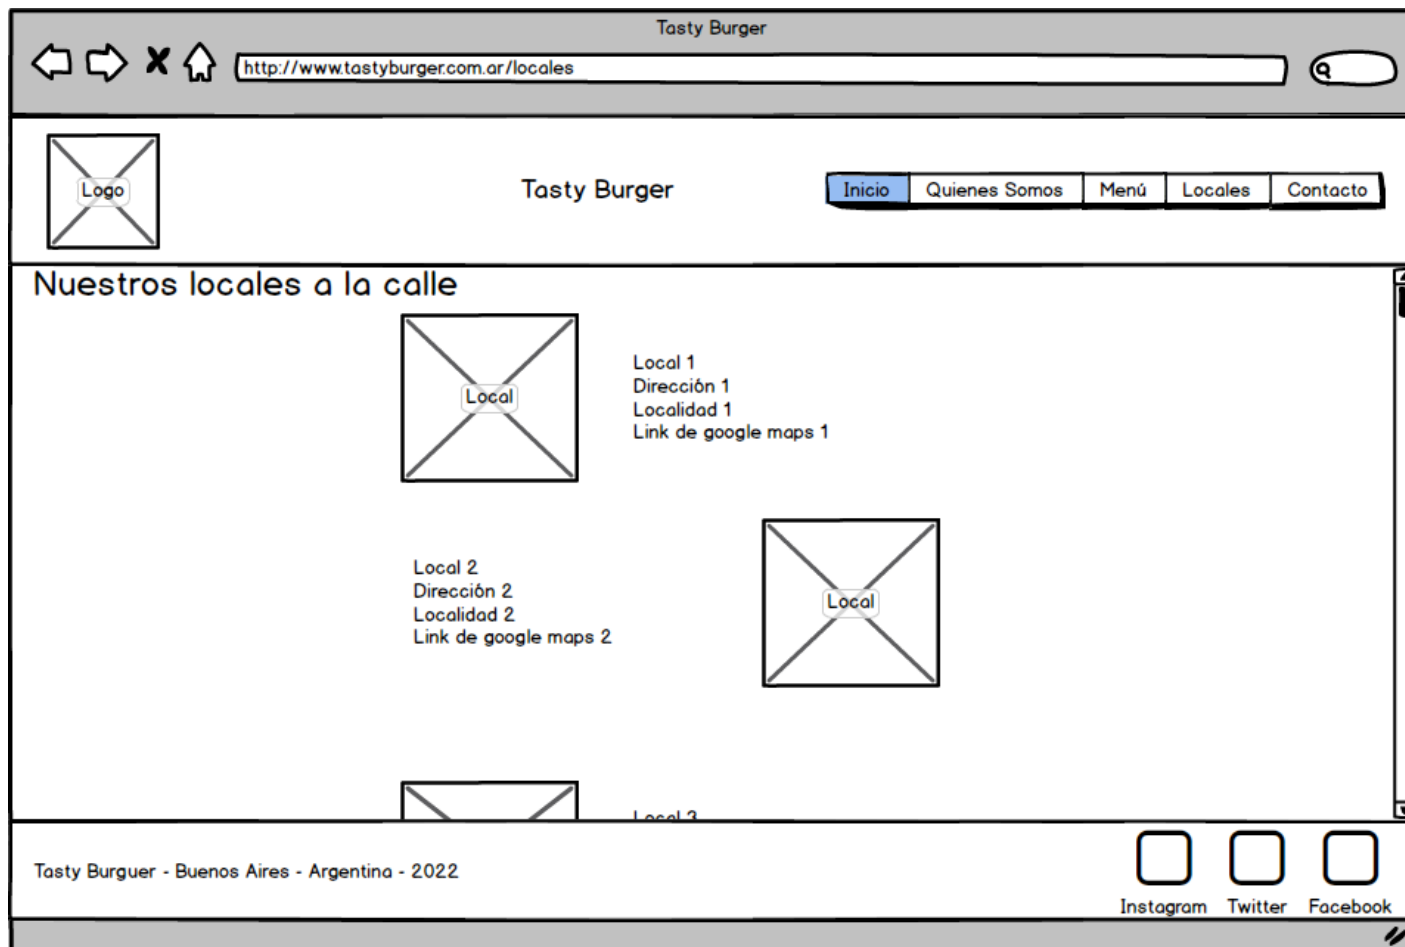 Tasty Burger
http://www.tastyburger.com.ar/locales
Logo
Tasty Burger
Inicio Quienes Somos Menú Locales Contacto
Nuestros locales a la calle
Local
Local 1
Dirección 1
Localidad 1
Link de google maps 1
Local 2
Dirección 2
Localidad 2
Link de google maps 2
Local
Local 3
Tasty Burguer - Buenos Aires - Argentina - 2022
Instagram Twitter Facebook